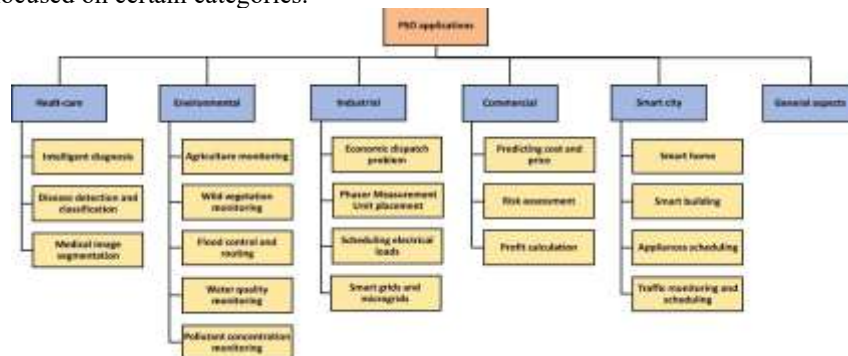 focused on certain categories.
PSO applications
Healt-care
Environmental
Industrial
Commercial
Smart city
General aspects
Intelligent diagnosis
Disease detection and
classification
Medical image
segmentation
Agriculture monitoring
Wild vegetation
monitoring
Flood control and
routing
Water quality
monitoring
Pollutant concentration
monitoring
Economic dispatch
problem
Phaser Measurement
Unit placement
Scheduling electrical
loads
Smart grids and
microgrids
Predicting cost and
price
Risk assessment
Profit calculation
Smart home
Smart building
Appliances scheduling
Traffic monitoring and
scheduling